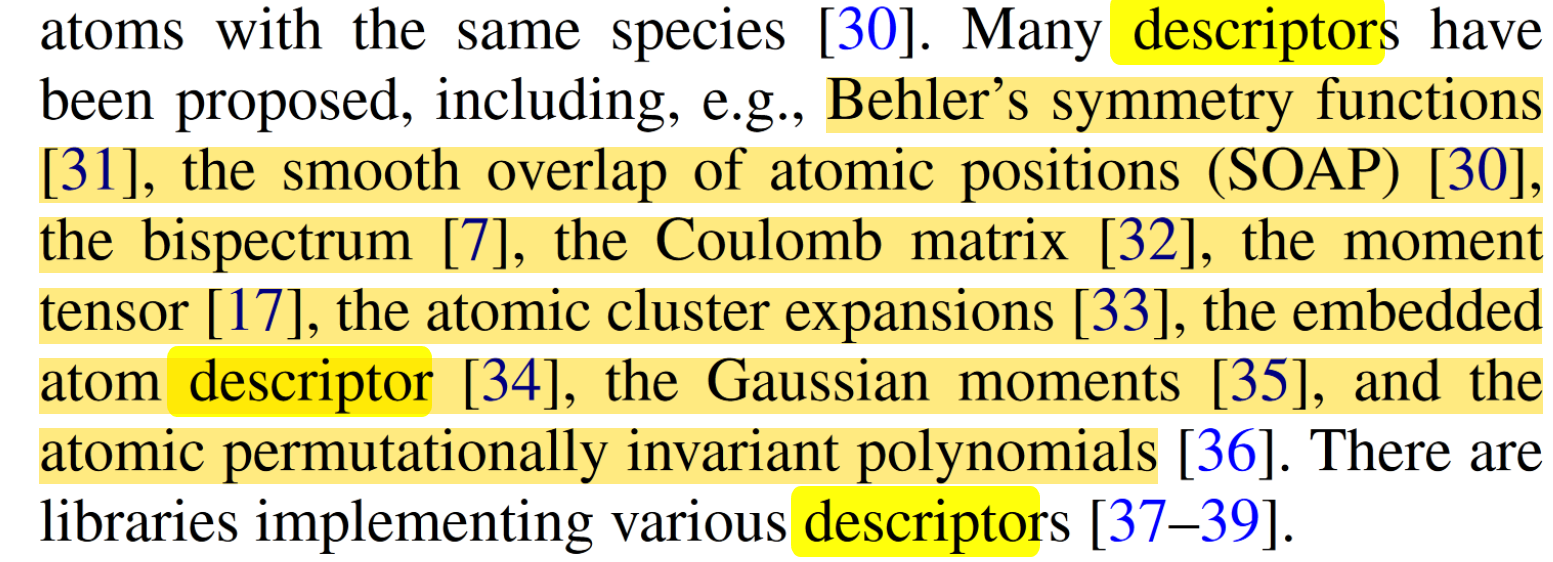 atoms with the same species [30]. Many descriptors have
been proposed, including, e.g., Behler's symmetry functions
[31], the smooth overlap of atomic positions (SOAP) [30],
the bispectrum [7], the Coulomb matrix [32], the moment
tensor [17], the atomic cluster expansions [33], the embedded
atom descriptor [34], the Gaussian moments [35], and the
atomic permutationally invariant polynomials [36]. There are
libraries implementing various descriptors [37–39].